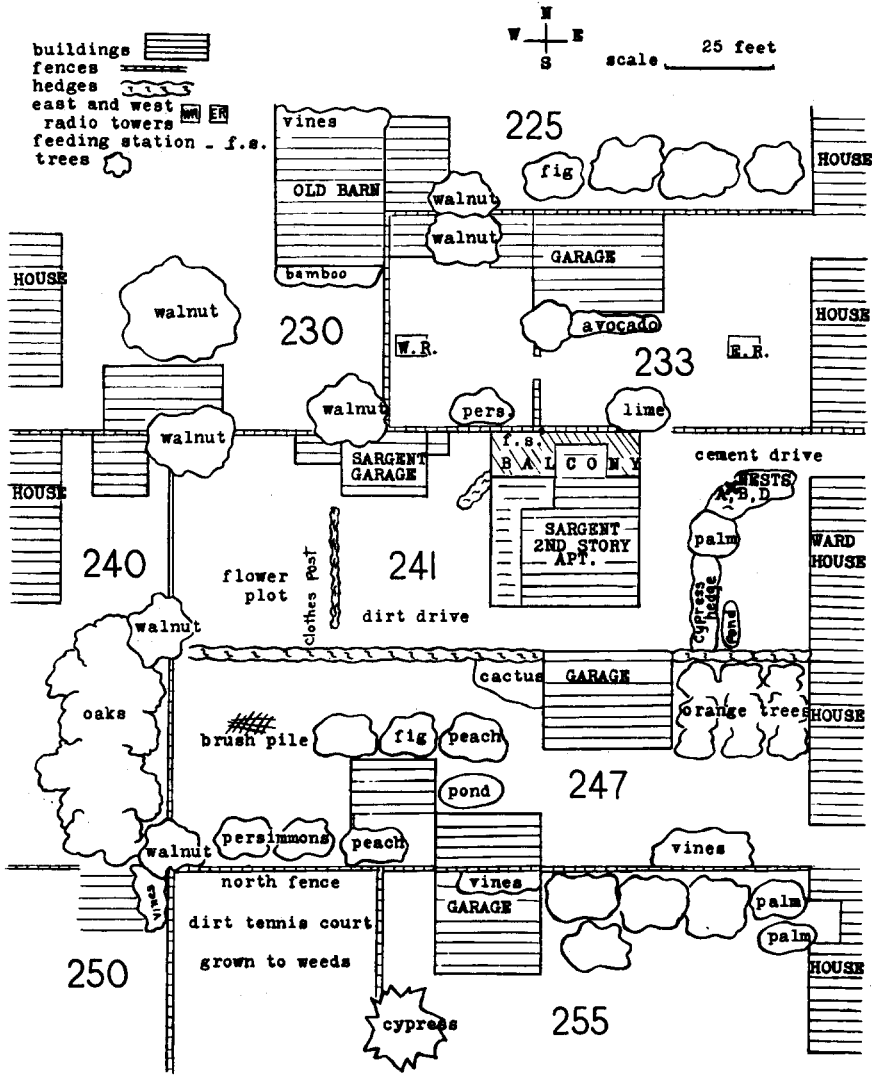 N
W E
S
scale 25 feet
buildings
fences
hedges
east and west
radio towers WR ER
feeding station - f.s.
trees
vines
225
HOUSE
fig
OLD BARN
walnut
walnut
GARAGE
bamboo
HOUSE
HOUSE
walnut
230
avocado
W.R.
233
E.R.
walnut
pers.
lime
walnut
f.s.
BALCONY
cement drive
SARGENT
GARAGE
HOUSE
NESTS
A, B, D
palm
SARGENT
2ND STORY
APT.
WARD
HOUSE
240
flower
plot
clothes Post
241
dirt drive
cypress
hedge
pond
walnut
cactus
GARAGE
oaks
orange trees
HOUSE
brush pile
fig
peach
pond
247
walnut
persimmons
peach
vines
vines
north fence
vines
GARAGE
dirt tennis court
grown to weeds
palm
palm
250
HOUSE
cypress
255